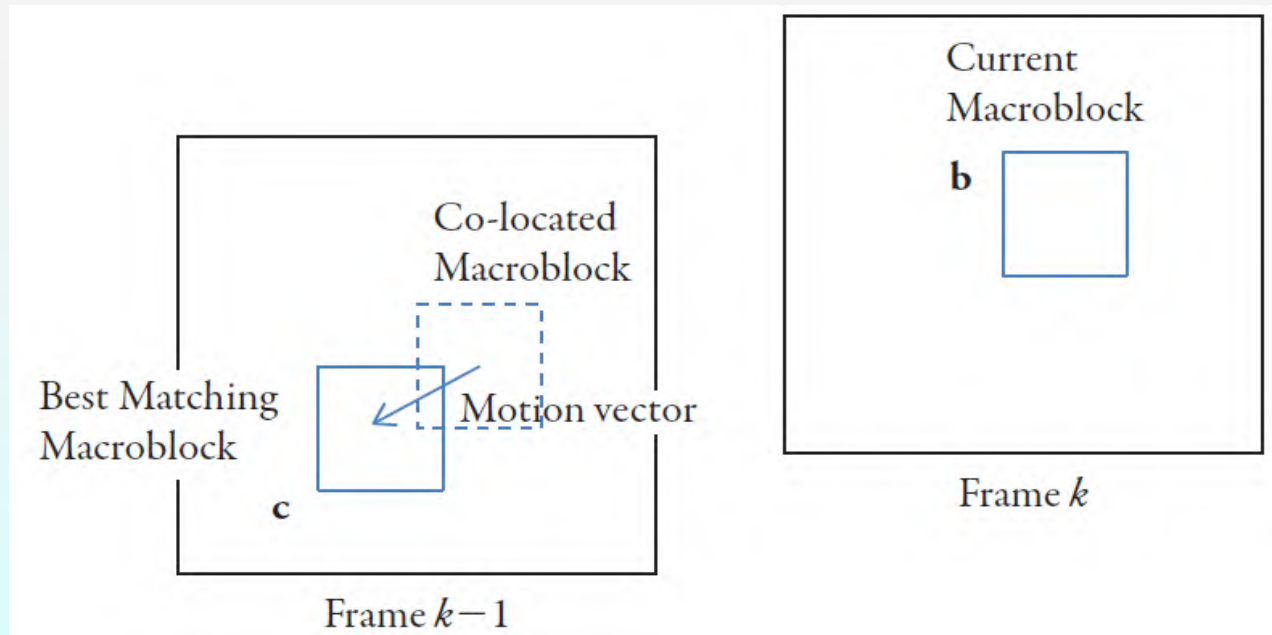 Current
Macroblock
b
Frame k
Co-located
Macroblock
Best Matching
Macroblock
Motion vector
c
Frame k−1